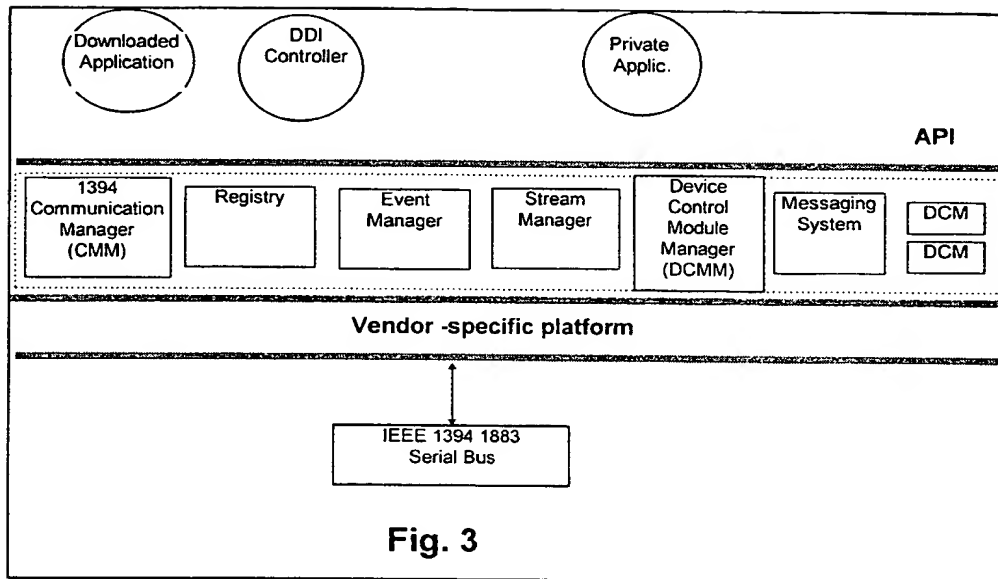 Downloaded
Application
DDI
Controller
Private
Applic.
API
1394
Communication
Manager
(CMM)
Registry
Event
Manager
Stream
Manager
Device
Control
Module
Manager
(DCMM)
Messaging
System
DCM
DCM
Vendor -specific platform
IEEE 1394 1883
Serial Bus
Fig. 3